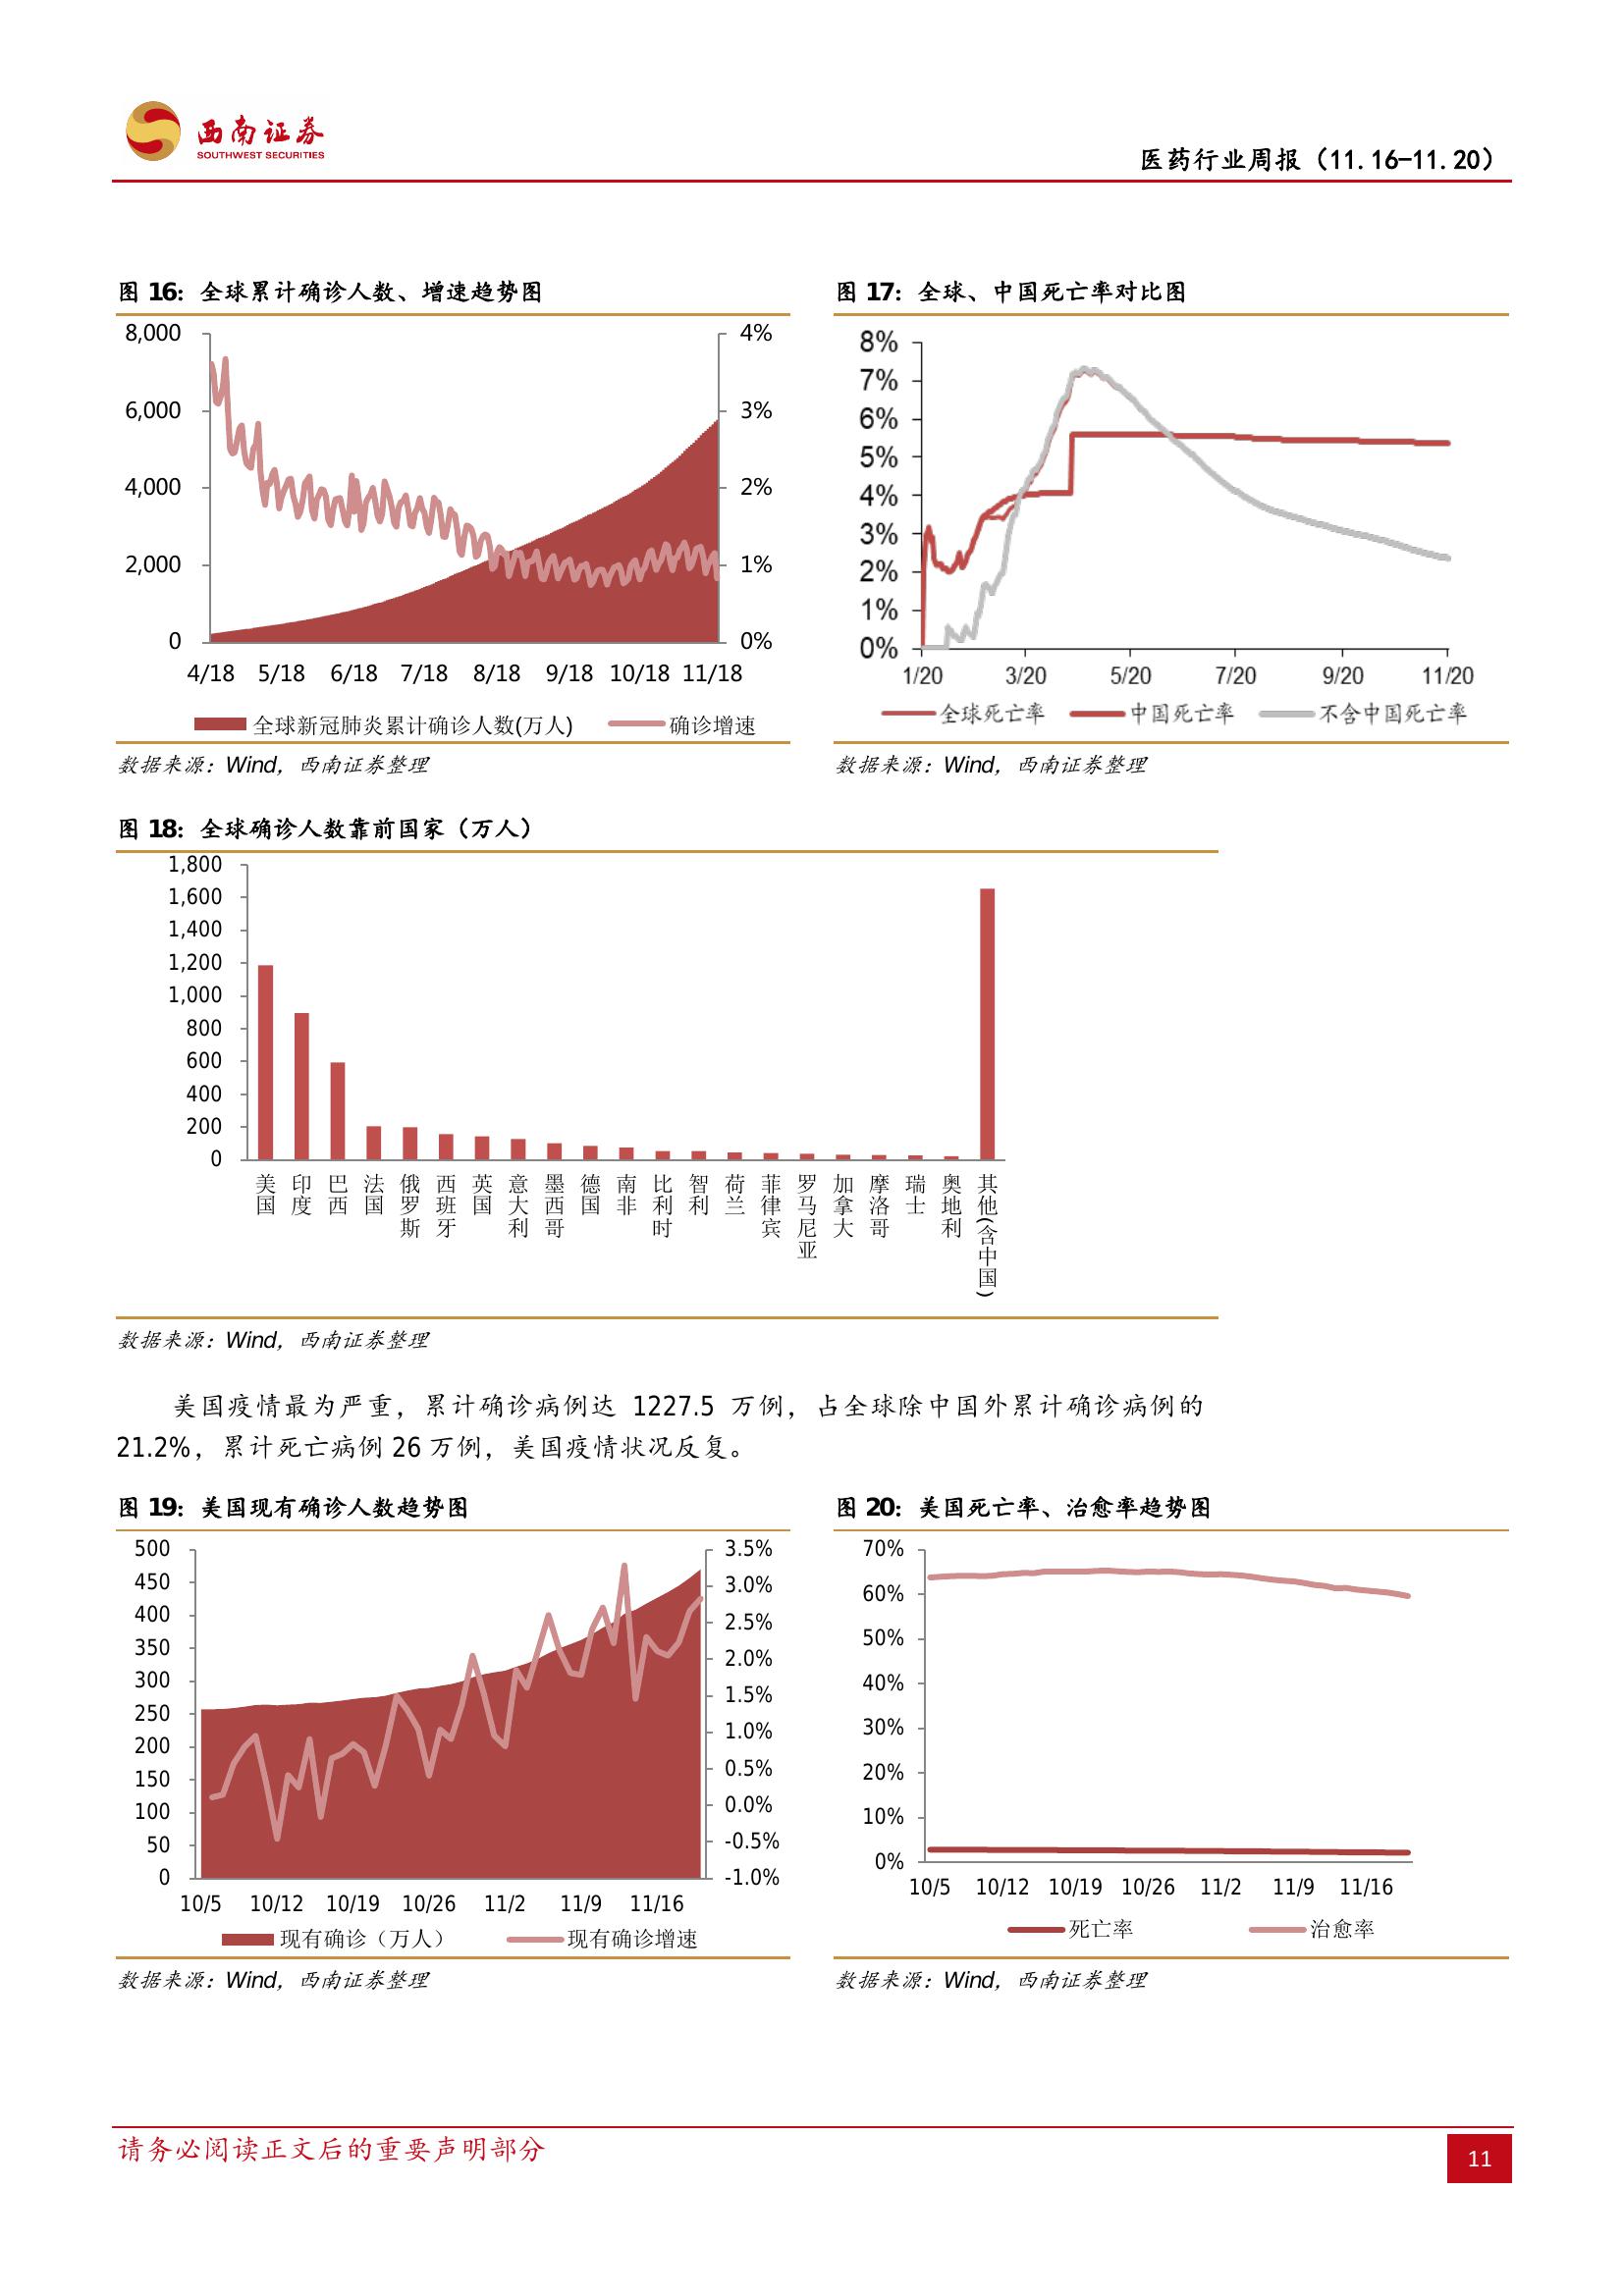 西南证券
SOUTHWEST SECURITIES
医药行业周报（11.16-11.20）
图 16：全球累计确诊人数、增速趋势图
8,000
6,000
4,000
2,000
0
4%
3%
2%
1%
0%
4/18 5/18 6/18 7/18 8/18 9/18 10/18 11/18
全球新冠肺炎累计确诊人数(万人) 确诊增速
数据来源：Wind，西南证券整理
图 17：全球、中国死亡率对比图
8%
7%
6%
5%
4%
3%
2%
1%
0%
1/20 3/20 5/20 7/20 9/20 11/20
全球死亡率 中国死亡率 不含中国死亡率
数据来源：Wind，西南证券整理
图 18：全球确诊人数靠前国家（万人）
1,800
1,600
1,400
1,200
1,000
800
600
400
200
0
美国 印度 巴西 法国 俄罗斯 西班牙 英国 意大利 墨西哥 德国 南非 比利时 智利 荷兰 菲律宾 罗马尼亚 加拿大 摩洛哥 瑞士 奥地利 其他(含中国)
数据来源：Wind，西南证券整理
美国疫情最为严重，累计确诊病例达 1227.5 万例，占全球除中国外累计确诊病例的
21.2%，累计死亡病例 26 万例，美国疫情状况反复。
图 19：美国现有确诊人数趋势图
500
450
400
350
300
250
200
150
100
50
0
3.5%
3.0%
2.5%
2.0%
1.5%
1.0%
0.5%
0.0%
-0.5%
-1.0%
10/5 10/12 10/19 10/26 11/2 11/9 11/16
现有确诊（万人） 现有确诊增速
数据来源：Wind，西南证券整理
图 20：美国死亡率、治愈率趋势图
70%
60%
50%
40%
30%
20%
10%
0%
10/5 10/12 10/19 10/26 11/2 11/9 11/16
死亡率 治愈率
数据来源：Wind，西南证券整理
请务必阅读正文后的重要声明部分
11